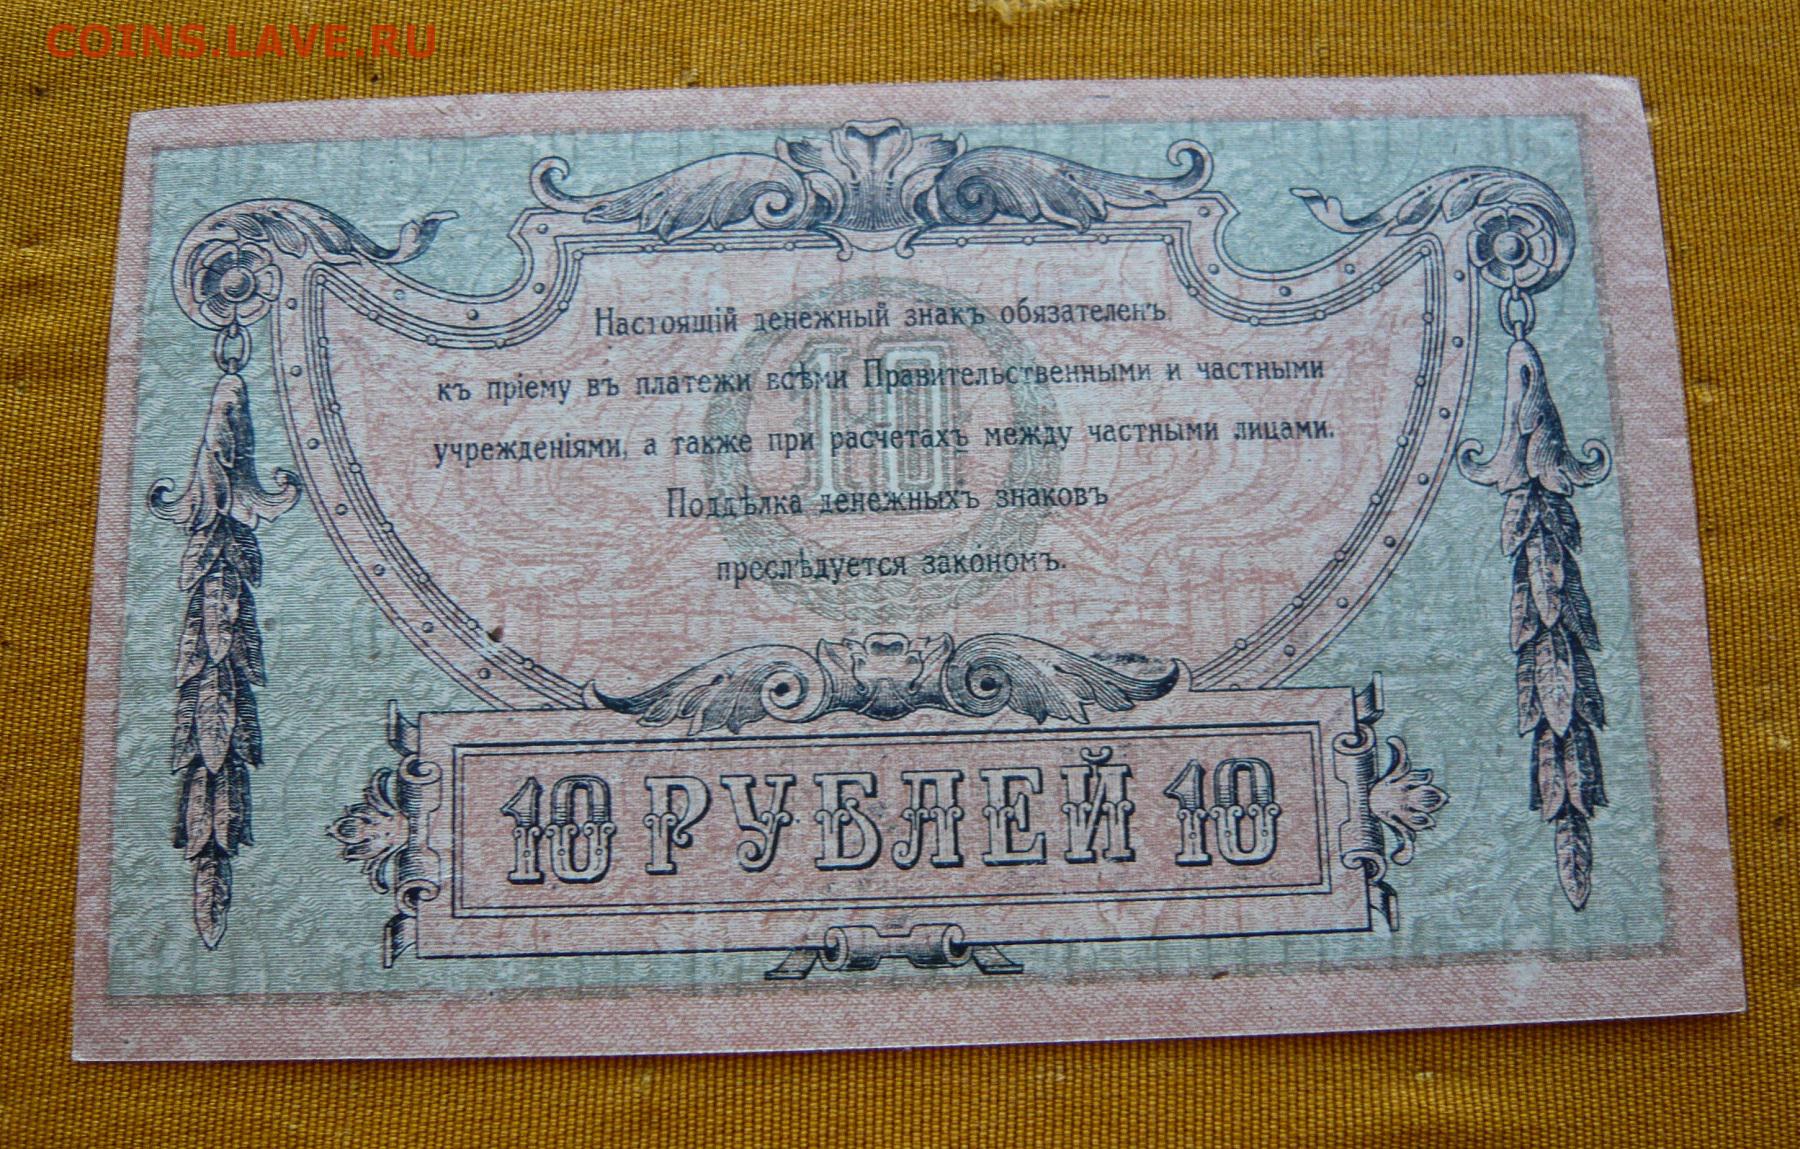 COINS.LAVE.RU
Настоящій денежный знакъ обязателенъ
къ пріему въ платежи всѣми Правительственными и частными
учрежденіями, а также при расчетахъ между частными лицами.
10
Поддѣлка денежныхъ знаковъ
преслѣдуется закономъ.
10 РУБЛЕЙ 10